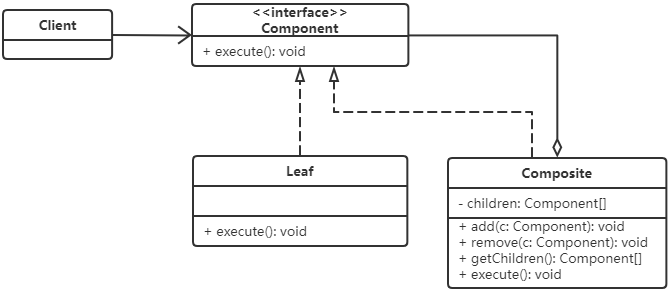 Client
<<interface>>
Component
+ execute(): void
Leaf
+ execute(): void
Composite
- children: Component[]
+ add(c: Component): void
+ remove(c: Component): void
+ getChildren(): Component[]
+ execute(): void